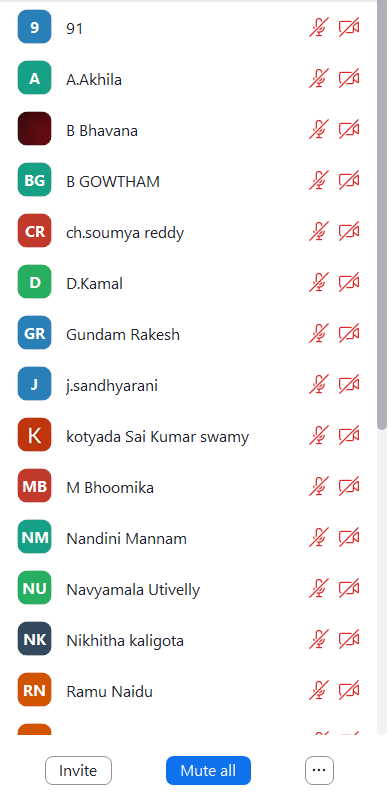 9 91
A A.Akhila
B Bhavana
BG B GOWTHAM
CR ch.soumya reddy
D D.Kamal
GR Gundam Rakesh
J j.sandhyarani
K kotyada Sai Kumar swamy
MB M Bhoomika
NM Nandini Mannam
NU Navyamala Utivelly
NK Nikhitha kaligota
RN Ramu Naidu
Invite Mute all ...